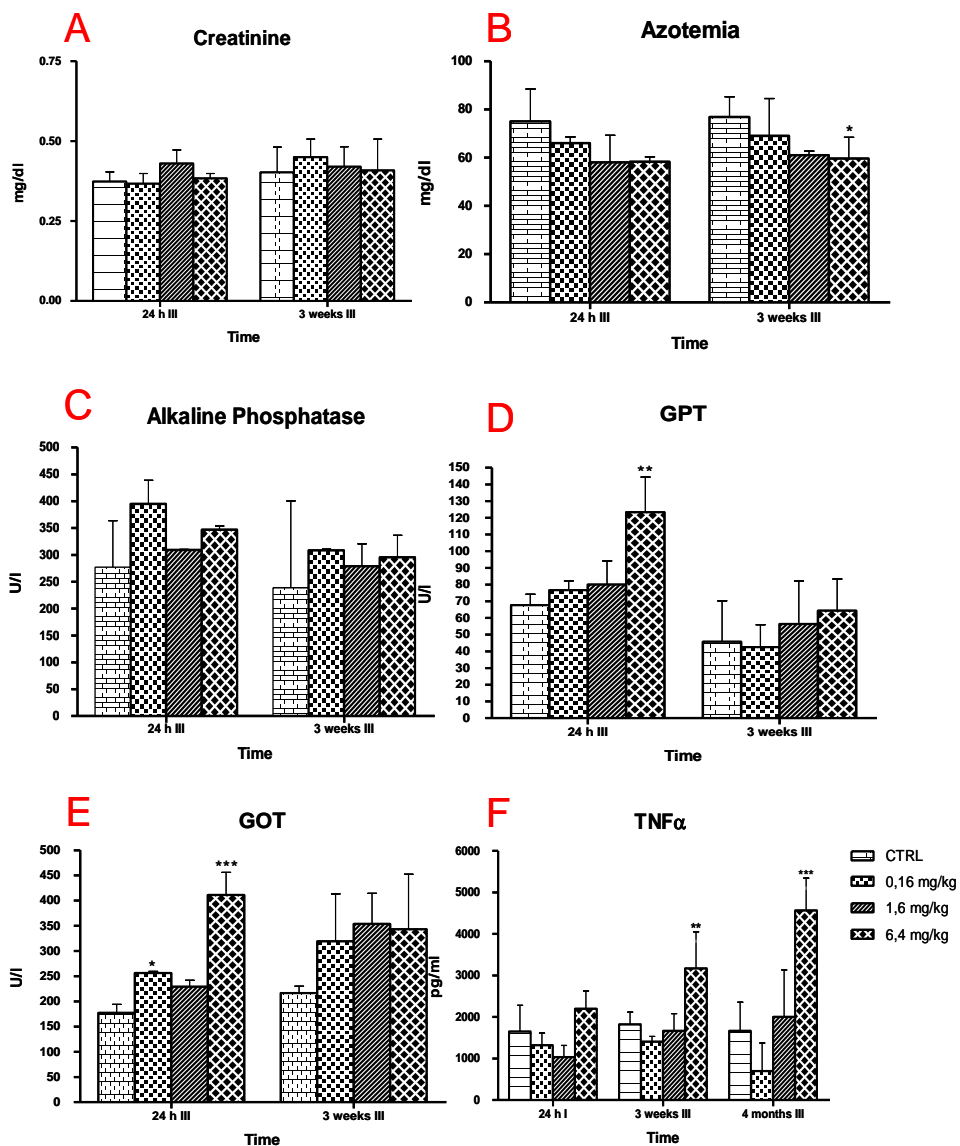 A
Creatinine
0.75
0.50
0.25
0.00
mg/dl
24 h III
3 weeks III
Time
B
Azotemia
100
80
60
40
20
0
mg/dl
*
24 h III
3 weeks III
Time
C
Alkaline Phosphatase
500
450
400
350
300
250
200
150
100
50
0
U/l
24 h III
3 weeks III
Time
D
GPT
150
140
130
120
110
100
90
80
70
60
50
40
30
20
10
0
U/l
**
24 h III
3 weeks III
Time
E
GOT
500
450
400
350
300
250
200
150
100
50
0
U/l
*
***
24 h III
3 weeks III
Time
F
TNFα
6000
5000
4000
3000
2000
1000
0
pg/ml
**
***
24 h I
3 weeks III
4 months III
Time
CTRL
0,16 mg/kg
1,6 mg/kg
6,4 mg/kg